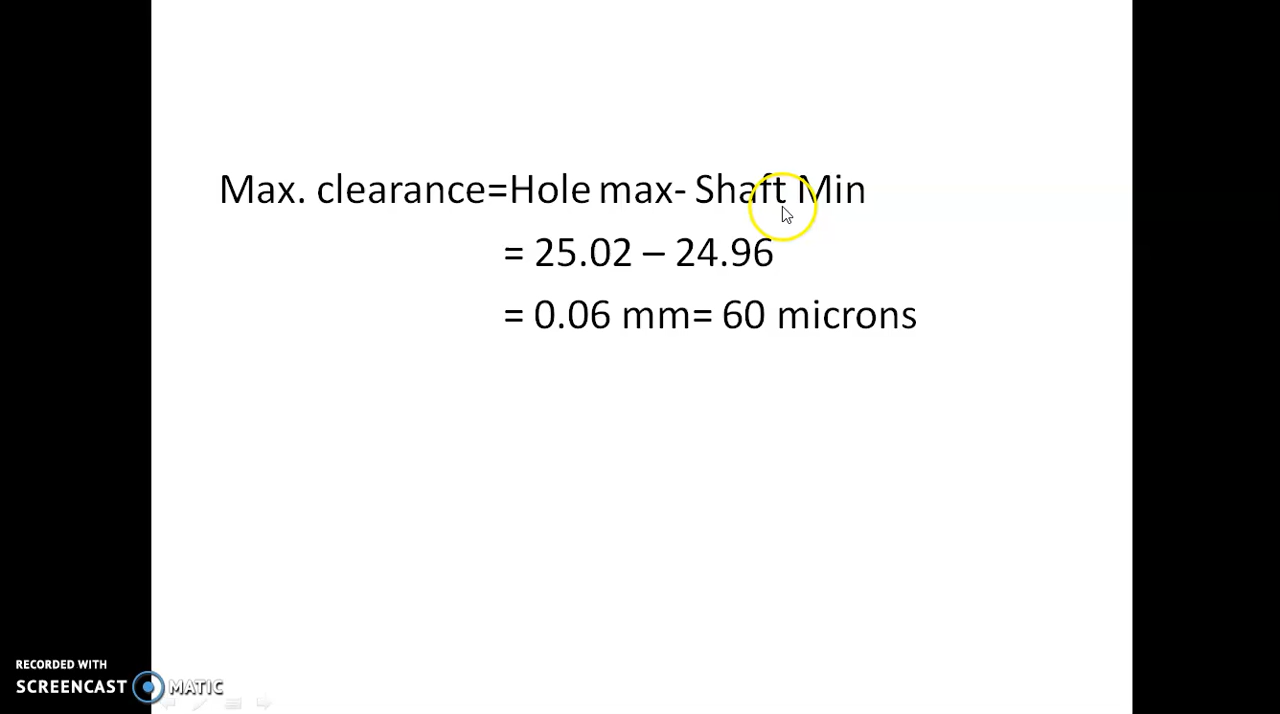 Max. clearance=Hole max- Shaft Min
= 25.02 – 24.96
= 0.06 mm= 60 microns
RECORDED WITH
SCREENCAST MATIC